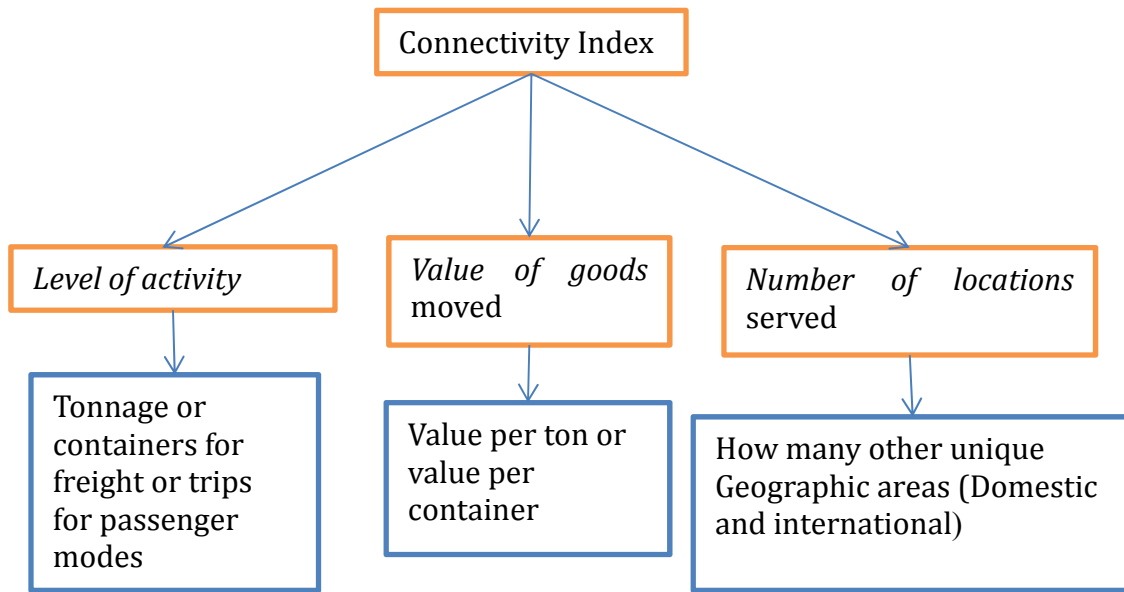 Connectivity Index
Level of activity
Value of goods
moved
Number of locations
served
Tonnage or
containers for
freight or trips
for passenger
modes
Value per ton or
value per
container
How many other unique
Geographic areas (Domestic
and international)